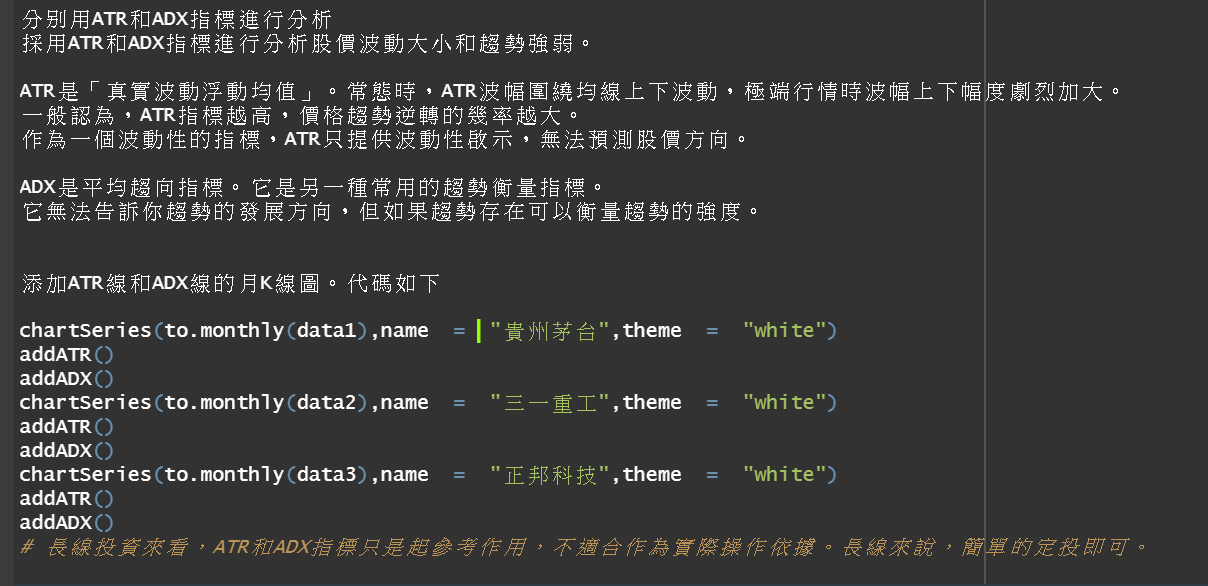 分別用ATR和ADX指標進行分析
採用ATR和ADX指標進行分析股價波動大小和趨勢強弱。
ATR是「真實波動浮動均值」。常態時，ATR波幅圍繞均線上下波動，極端行情時波幅上下幅度劇烈加大。
一般認為，ATR指標越高，價格趨勢逆轉的幾率越大。
作為一個波動性的指標，ATR只提供波動性啟示，無法預測股價方向。
ADX是平均趨向指標。它是另一種常用的趨勢衡量指標。
它無法告訴你趨勢的發展方向，但如果趨勢存在可以衡量趨勢的強度。
添加ATR線和ADX線的月K線圖。代碼如下
chartSeries(to.monthly(data1),name = "貴州茅台",theme = "white")
addATR()
addADX()
chartSeries(to.monthly(data2),name = "三一重工",theme = "white")
addATR()
addADX()
chartSeries(to.monthly(data3),name = "正邦科技",theme = "white")
addATR()
addADX()
# 長線投資來看，ATR和ADX指標只是起參考作用，不適合作為實際操作依據。長線來說，簡單的定投即可。